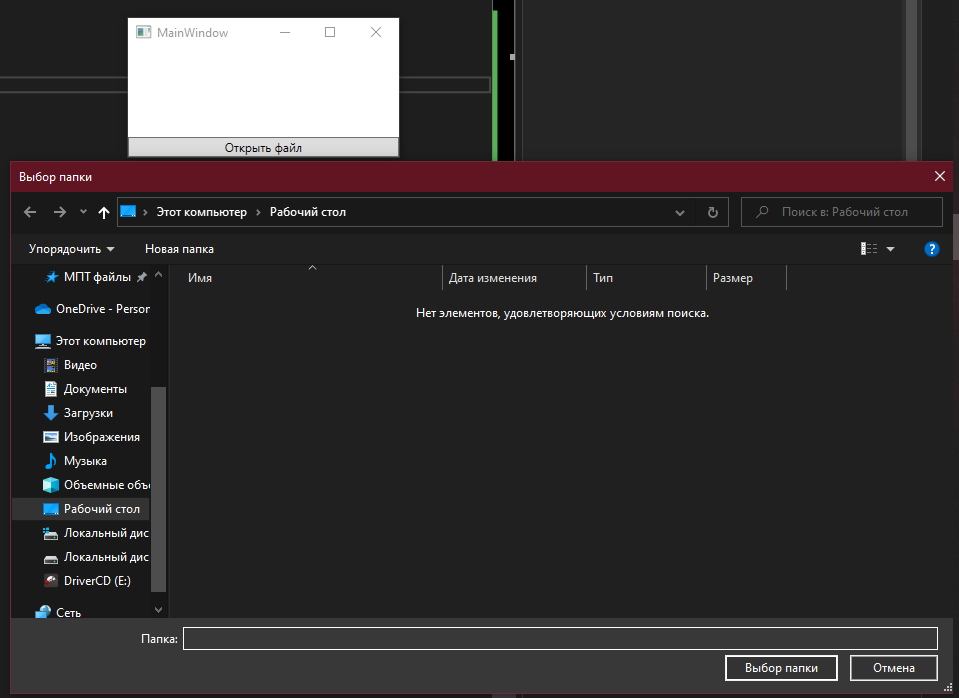 MainWindow
Открыть файл
Выбор папки
Этот компьютер › Рабочий стол
Поиск в: Рабочий стол
Упорядочить
Новая папка
Имя
Дата изменения
Тип
Размер
Нет элементов, удовлетворяющих условиям поиска.
МПТ файлы
OneDrive - Person
Этот компьютер
Видео
Документы
Загрузки
Изображения
Музыка
Объемные объе
Рабочий стол
Локальный дис
Локальный дис
DriverCD (E:)
Сеть
Папка:
Выбор папки
Отмена